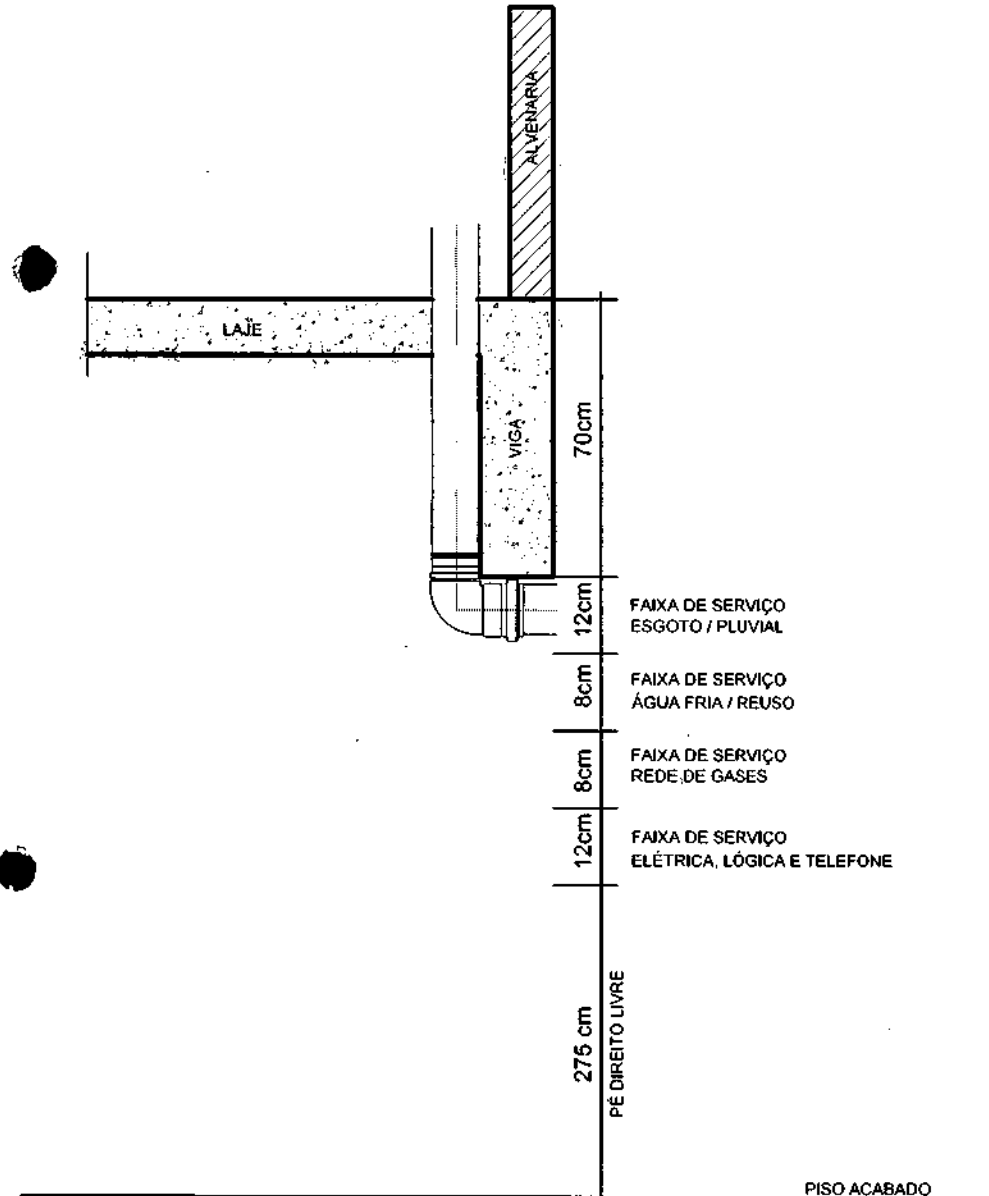 ALVENARIA
LAJE
VIGA
70cm
12cm
FAIXA DE SERVIÇO
ESGOTO / PLUVIAL
8cm
FAIXA DE SERVIÇO
ÁGUA FRIA / REUSO
8cm
FAIXA DE SERVIÇO
REDE DE GASES
12cm
FAIXA DE SERVIÇO
ELÉTRICA, LÓGICA E TELEFONE
275 cm
PÉ DIREITO LIVRE
PISO ACABADO